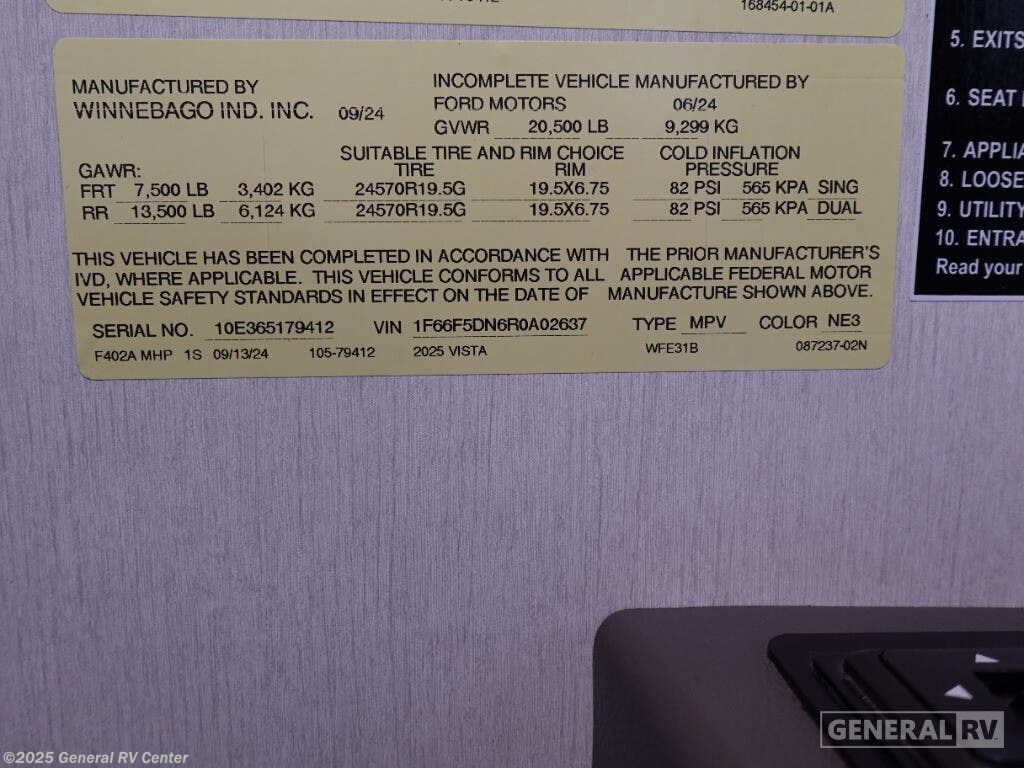 168454-01-01A
MANUFACTURED BY
WINNEBAGO IND. INC. 09/24
INCOMPLETE VEHICLE MANUFACTURED BY
FORD MOTORS 06/24
GVWR 20,500 LB 9,299 KG
SUITABLE TIRE AND RIM CHOICE COLD INFLATION
GAWR: TIRE RIM PRESSURE
FRT 7,500 LB 3,402 KG 24570R19.5G 19.5X6.75 82 PSI 565 KPA SING
RR 13,500 LB 6,124 KG 24570R19.5G 19.5X6.75 82 PSI 565 KPA DUAL
THIS VEHICLE HAS BEEN COMPLETED IN ACCORDANCE WITH THE PRIOR MANUFACTURER'S
IVD, WHERE APPLICABLE. THIS VEHICLE CONFORMS TO ALL APPLICABLE FEDERAL MOTOR
VEHICLE SAFETY STANDARDS IN EFFECT ON THE DATE OF MANUFACTURE SHOWN ABOVE.
SERIAL NO. 10E365179412 VIN 1F66F5DN6R0A02637 TYPE MPV COLOR NE3
F402A MHP 1S 09/13/24 105-79412 2025 VISTA WFE31B 087237-02N
5. EXITS
6. SEAT
7. APPLIA
8. LOOSE
9. UTILITY
10. ENTRA
Read your
GENERAL RV
©2025 General RV Center